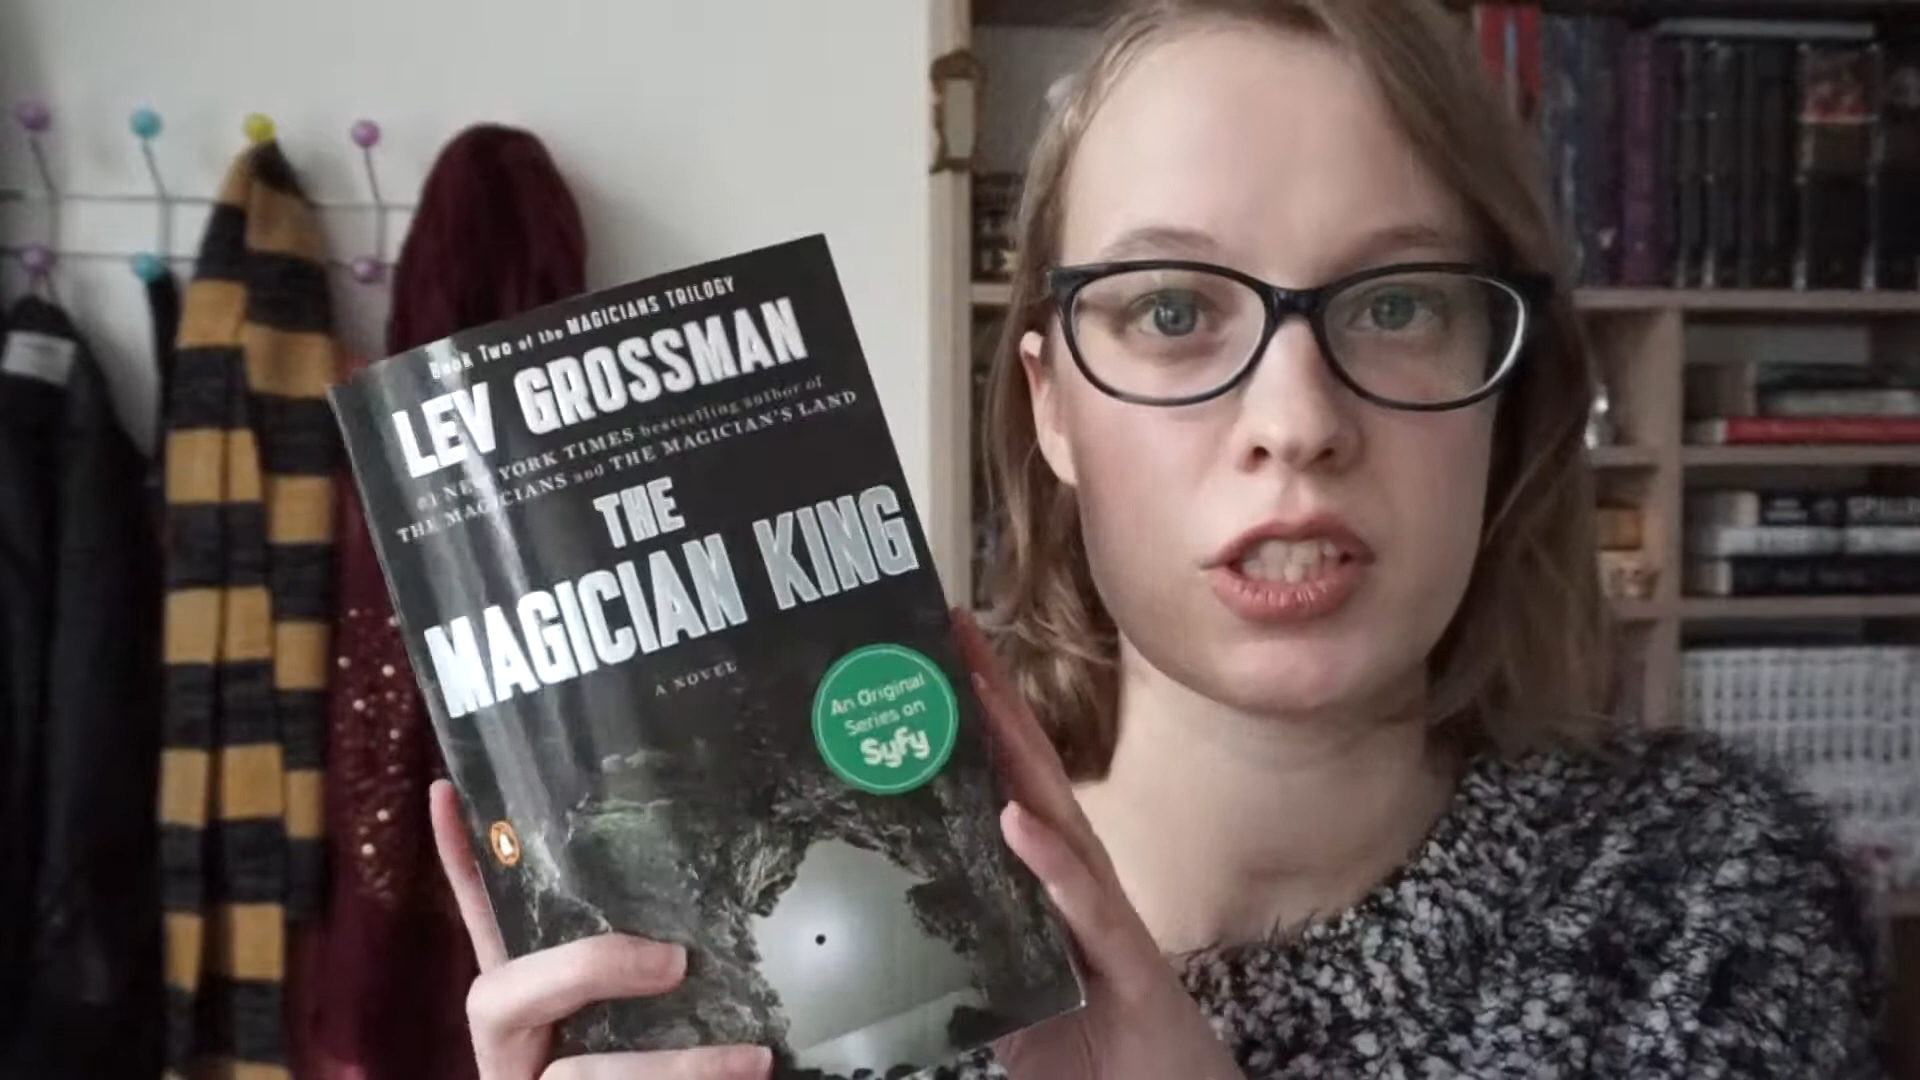 Book Two of the MAGICIANS TRILOGY
LEV GROSSMAN
#1 NEW YORK TIMES bestselling author of
THE MAGICIANS and THE MAGICIAN'S LAND
THE
MAGICIAN KING
A NOVEL
An Original
Series on
Syfy